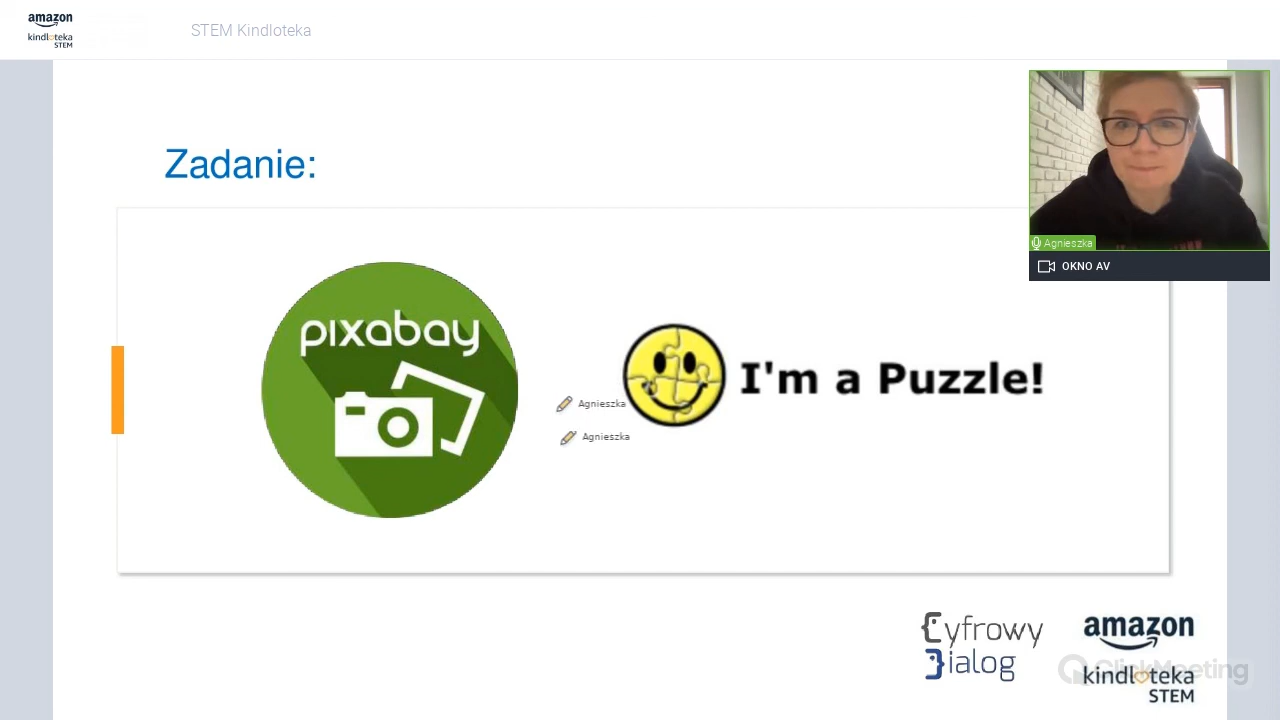 amazon
kindloteka
STEM
STEM Kindloteka
Zadanie:
Agnieszka
OKNO AV
pixabay
I'm a Puzzle!
Agnieszka
Agnieszka
Cyfrowy
Dialog
amazon
ClickMeeting
kindloteka
STEM